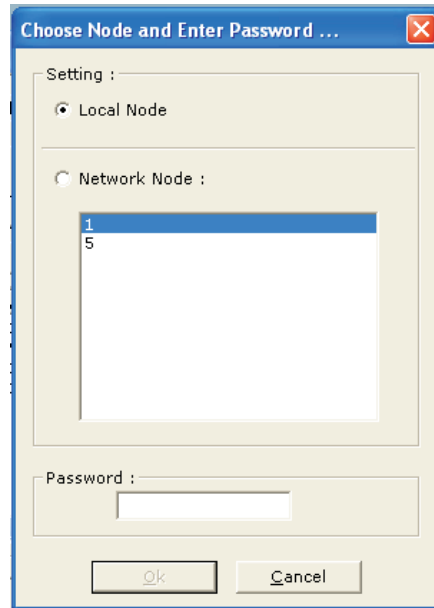 Choose Node and Enter Password ...
Setting :
Local Node
Network Node :
1
5
Password :
Ok
Cancel